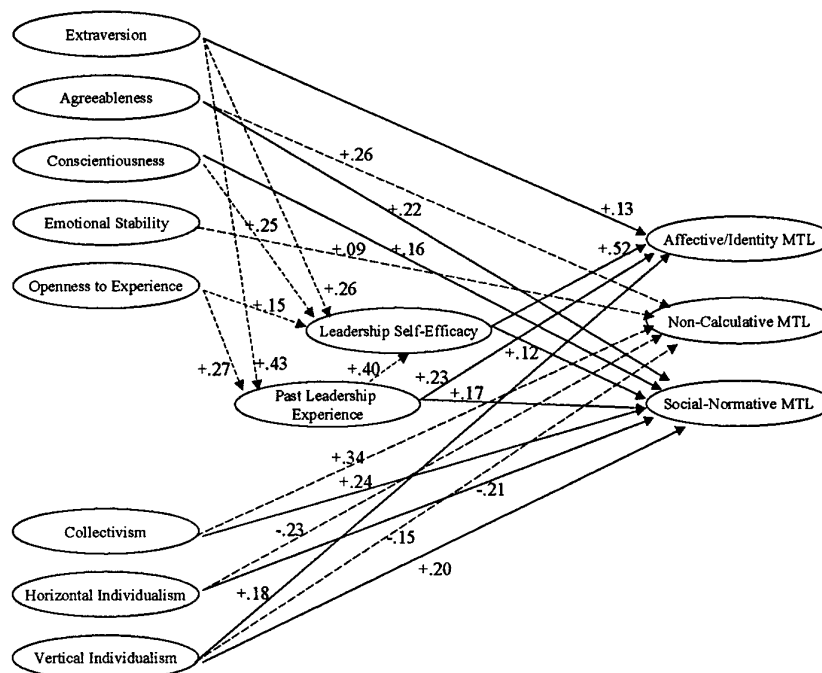 Extraversion
Agreeableness
+.26
Conscientiousness
+.22
+.13
Emotional Stability
+.25
+.16
+.52
Affective/Identity MTL
+.09
Openness to Experience
+.15
+.26
Leadership Self-Efficacy
Non-Calculative MTL
+.12
+.27
+.43
+.40
+.23
Past Leadership
Experience
+.17
Social-Normative MTL
+.34
+.24
-.21
Collectivism
-.23
-.15
+.20
Horizontal Individualism
+.18
Vertical Individualism